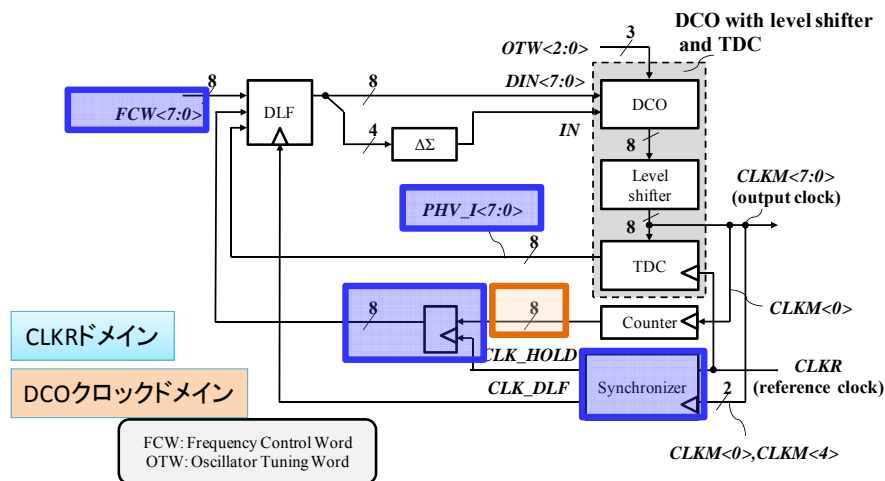 DCO with level shifter
and TDC
OTW<2:0>
3
8
FCW<7:0>
DLF
8
DIN<7:0>
DCO
4
ΔΣ
IN
8
Level
shifter
CLKM<7:0>
(output clock)
PHV_I<7:0>
8
8
TDC
CLKM<0>
8
8
Counter
CLKRドメイン
CLK_HOLD
CLKR
(reference clock)
DCOクロックドメイン
CLK_DLF
Synchronizer
2
CLKM<0>,CLKM<4>
FCW: Frequency Control Word
OTW: Oscillator Tuning Word